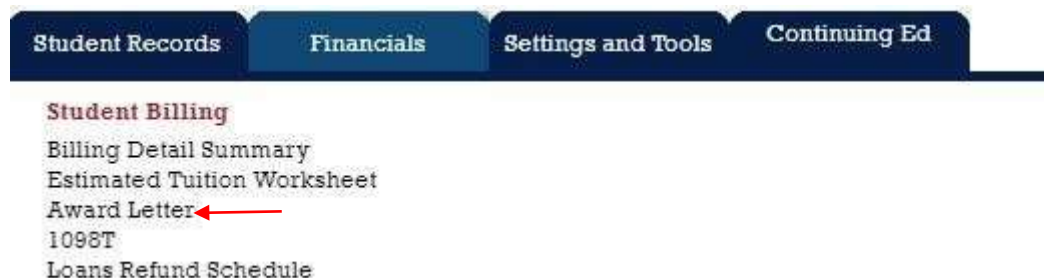 Student Records Financials Settings and Tools Continuing Ed
Student Billing
Billing Detail Summary
Estimated Tuition Worksheet
Award Letter
1098T
Loans Refund Schedule